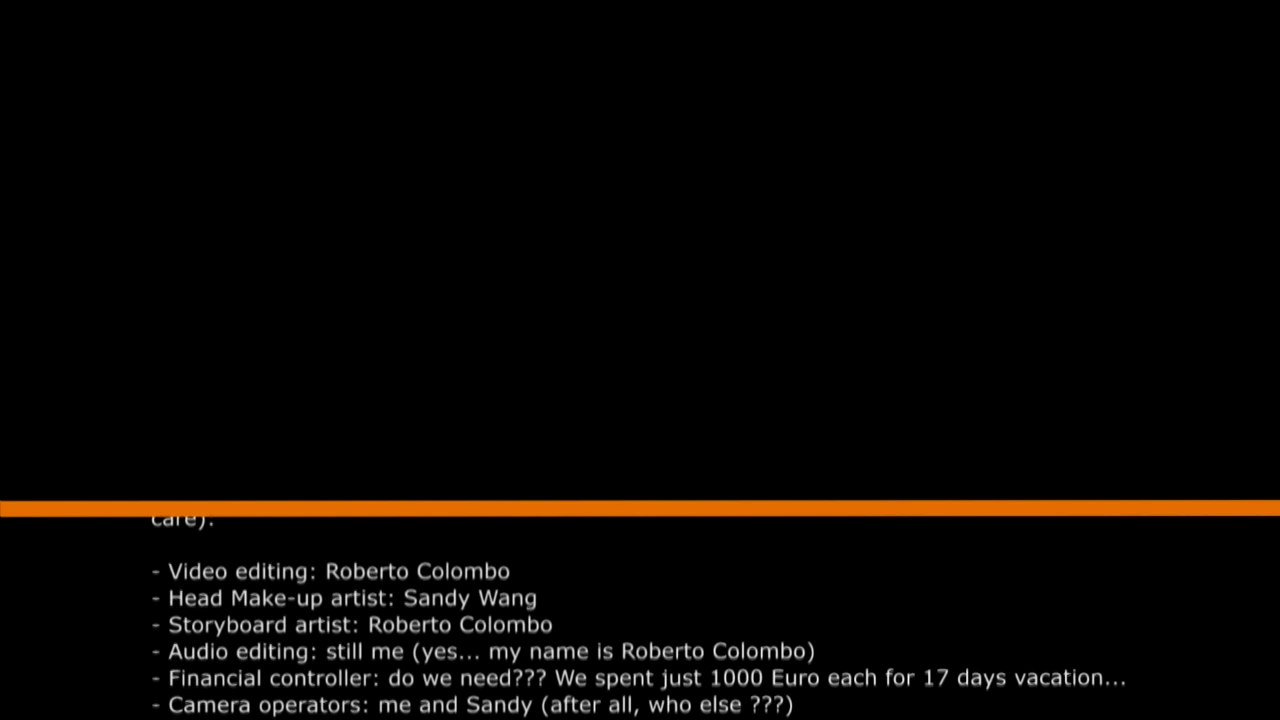 care).
- Video editing: Roberto Colombo
- Head Make-up artist: Sandy Wang
- Storyboard artist: Roberto Colombo
- Audio editing: still me (yes... my name is Roberto Colombo)
- Financial controller: do we need??? We spent just 1000 Euro each for 17 days vacation...
- Camera operators: me and Sandy (after all, who else ???)